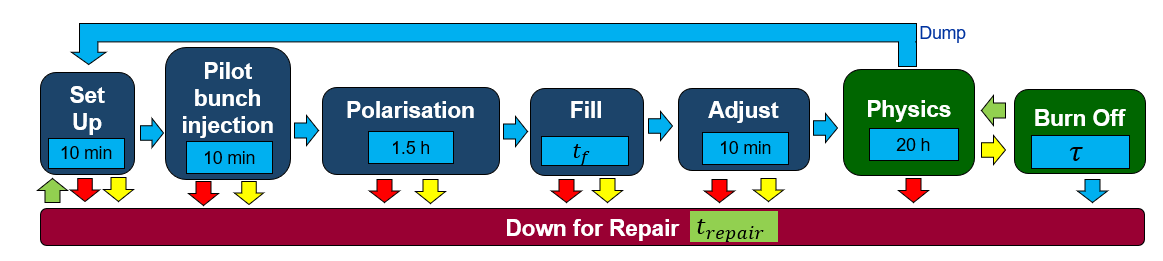 Dump
Set
Up
10 min
Pilot
bunch
injection
10 min
Polarisation
1.5 h
Fill
t_f
Adjust
10 min
Physics
20 h
Burn Off
τ
Down for Repair t_repair